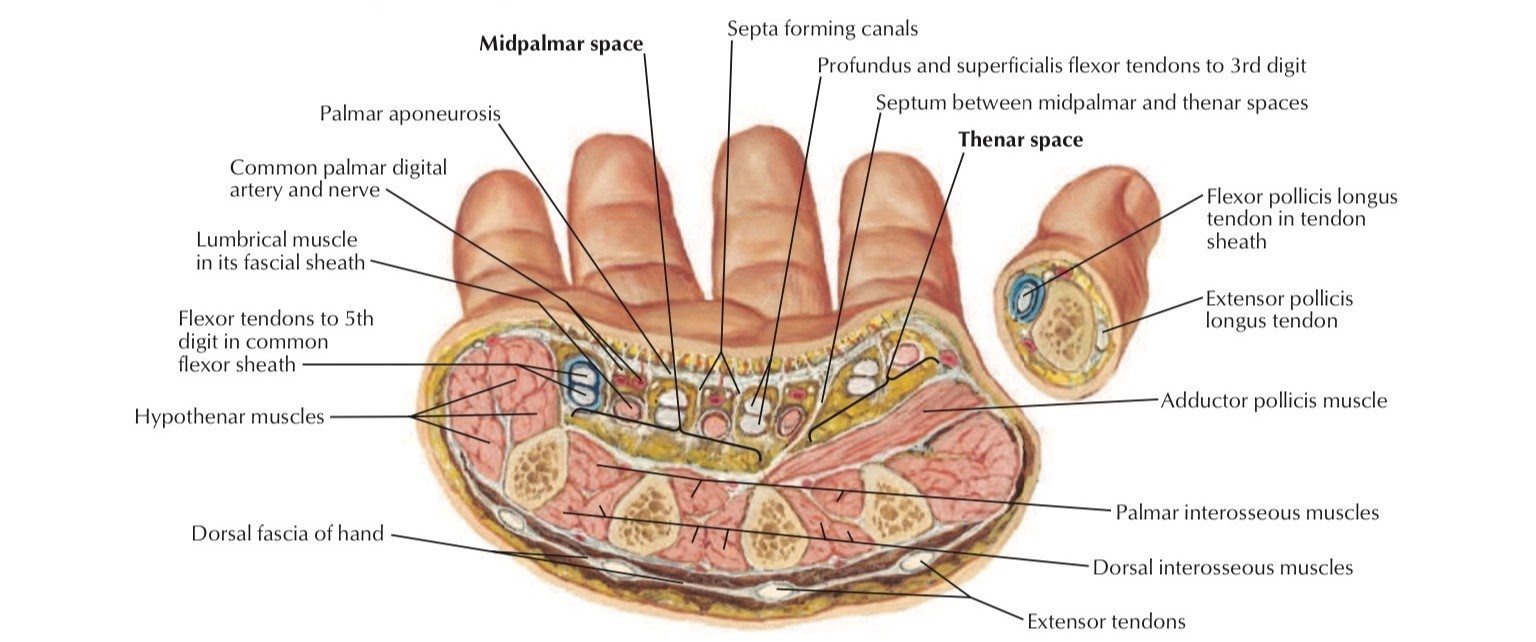 Septa forming canals
Midpalmar space
Profundus and superficialis flexor tendons to 3rd digit
Septum between midpalmar and thenar spaces
Palmar aponeurosis
Thenar space
Common palmar digital
artery and nerve
Flexor pollicis longus
tendon in tendon
sheath
Lumbrical muscle
in its fascial sheath
Extensor pollicis
longus tendon
Flexor tendons to 5th
digit in common
flexor sheath
Adductor pollicis muscle
Hypothenar muscles
Palmar interosseous muscles
Dorsal fascia of hand
Dorsal interosseous muscles
Extensor tendons